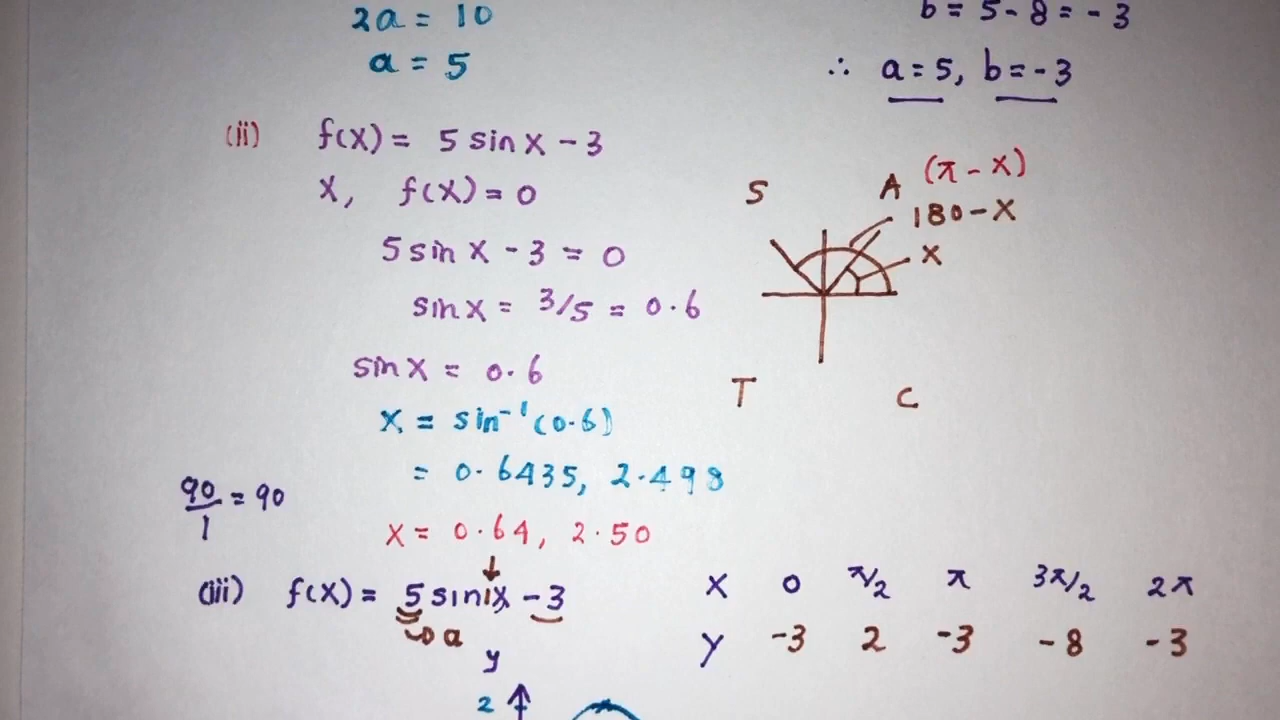 2a = 10
a = 5
b = 5 - 8 = - 3
∴ a = 5, b = - 3
(ii) f(x) = 5 sin x - 3
x, f(x) = 0
5 sin x - 3 = 0
sin x = 3/5 = 0.6
sin x = 0.6
x = sin⁻¹(0.6)
= 0.6435, 2.498
x = 0.64, 2.50
S A (π - x)
180 - x
x
T C
90/1 = 90
(iii) f(x) = 5 sin 1x - 3
a
y
2
x 0 π/2 π 3π/2 2π
y -3 2 -3 -8 -3